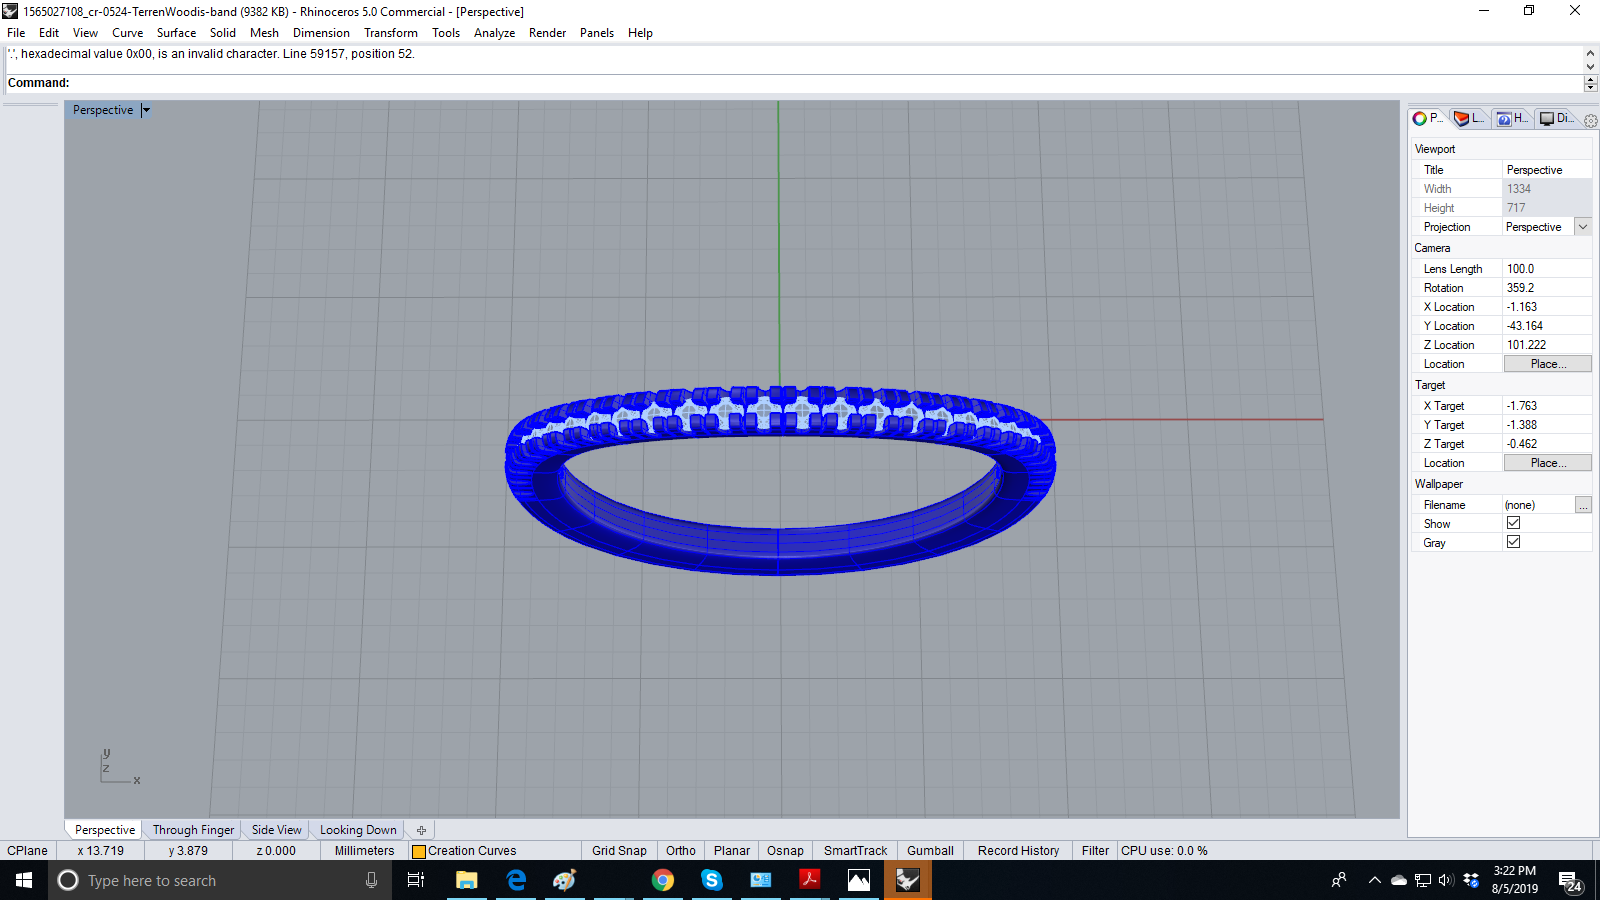 1565027108_cr-0524-TerrenWoodis-band (9382 KB) - Rhinoceros 5.0 Commercial - [Perspective]
File Edit View Curve Surface Solid Mesh Dimension Transform Tools Analyze Render Panels Help
'.', hexadecimal value 0x00, is an invalid character. Line 59157, position 52.
Command:
Perspective
P... L... H... Di...
Viewport
Title Perspective
Width 1334
Height 717
Projection Perspective
Camera
Lens Length 100.0
Rotation 359.2
X Location -1.163
Y Location -43.164
Z Location 101.222
Location Place...
Target
X Target -1.763
Y Target -1.388
Z Target -0.462
Location Place...
Wallpaper
Filename (none) ...
Show
Gray
y
z
x
Perspective Through Finger Side View Looking Down
CPlane x 13.719 y 3.879 z 0.000 Millimeters Creation Curves Grid Snap Ortho Planar Osnap SmartTrack Gumball Record History Filter CPU use: 0.0 %
Type here to search
3:22 PM
8/5/2019
24